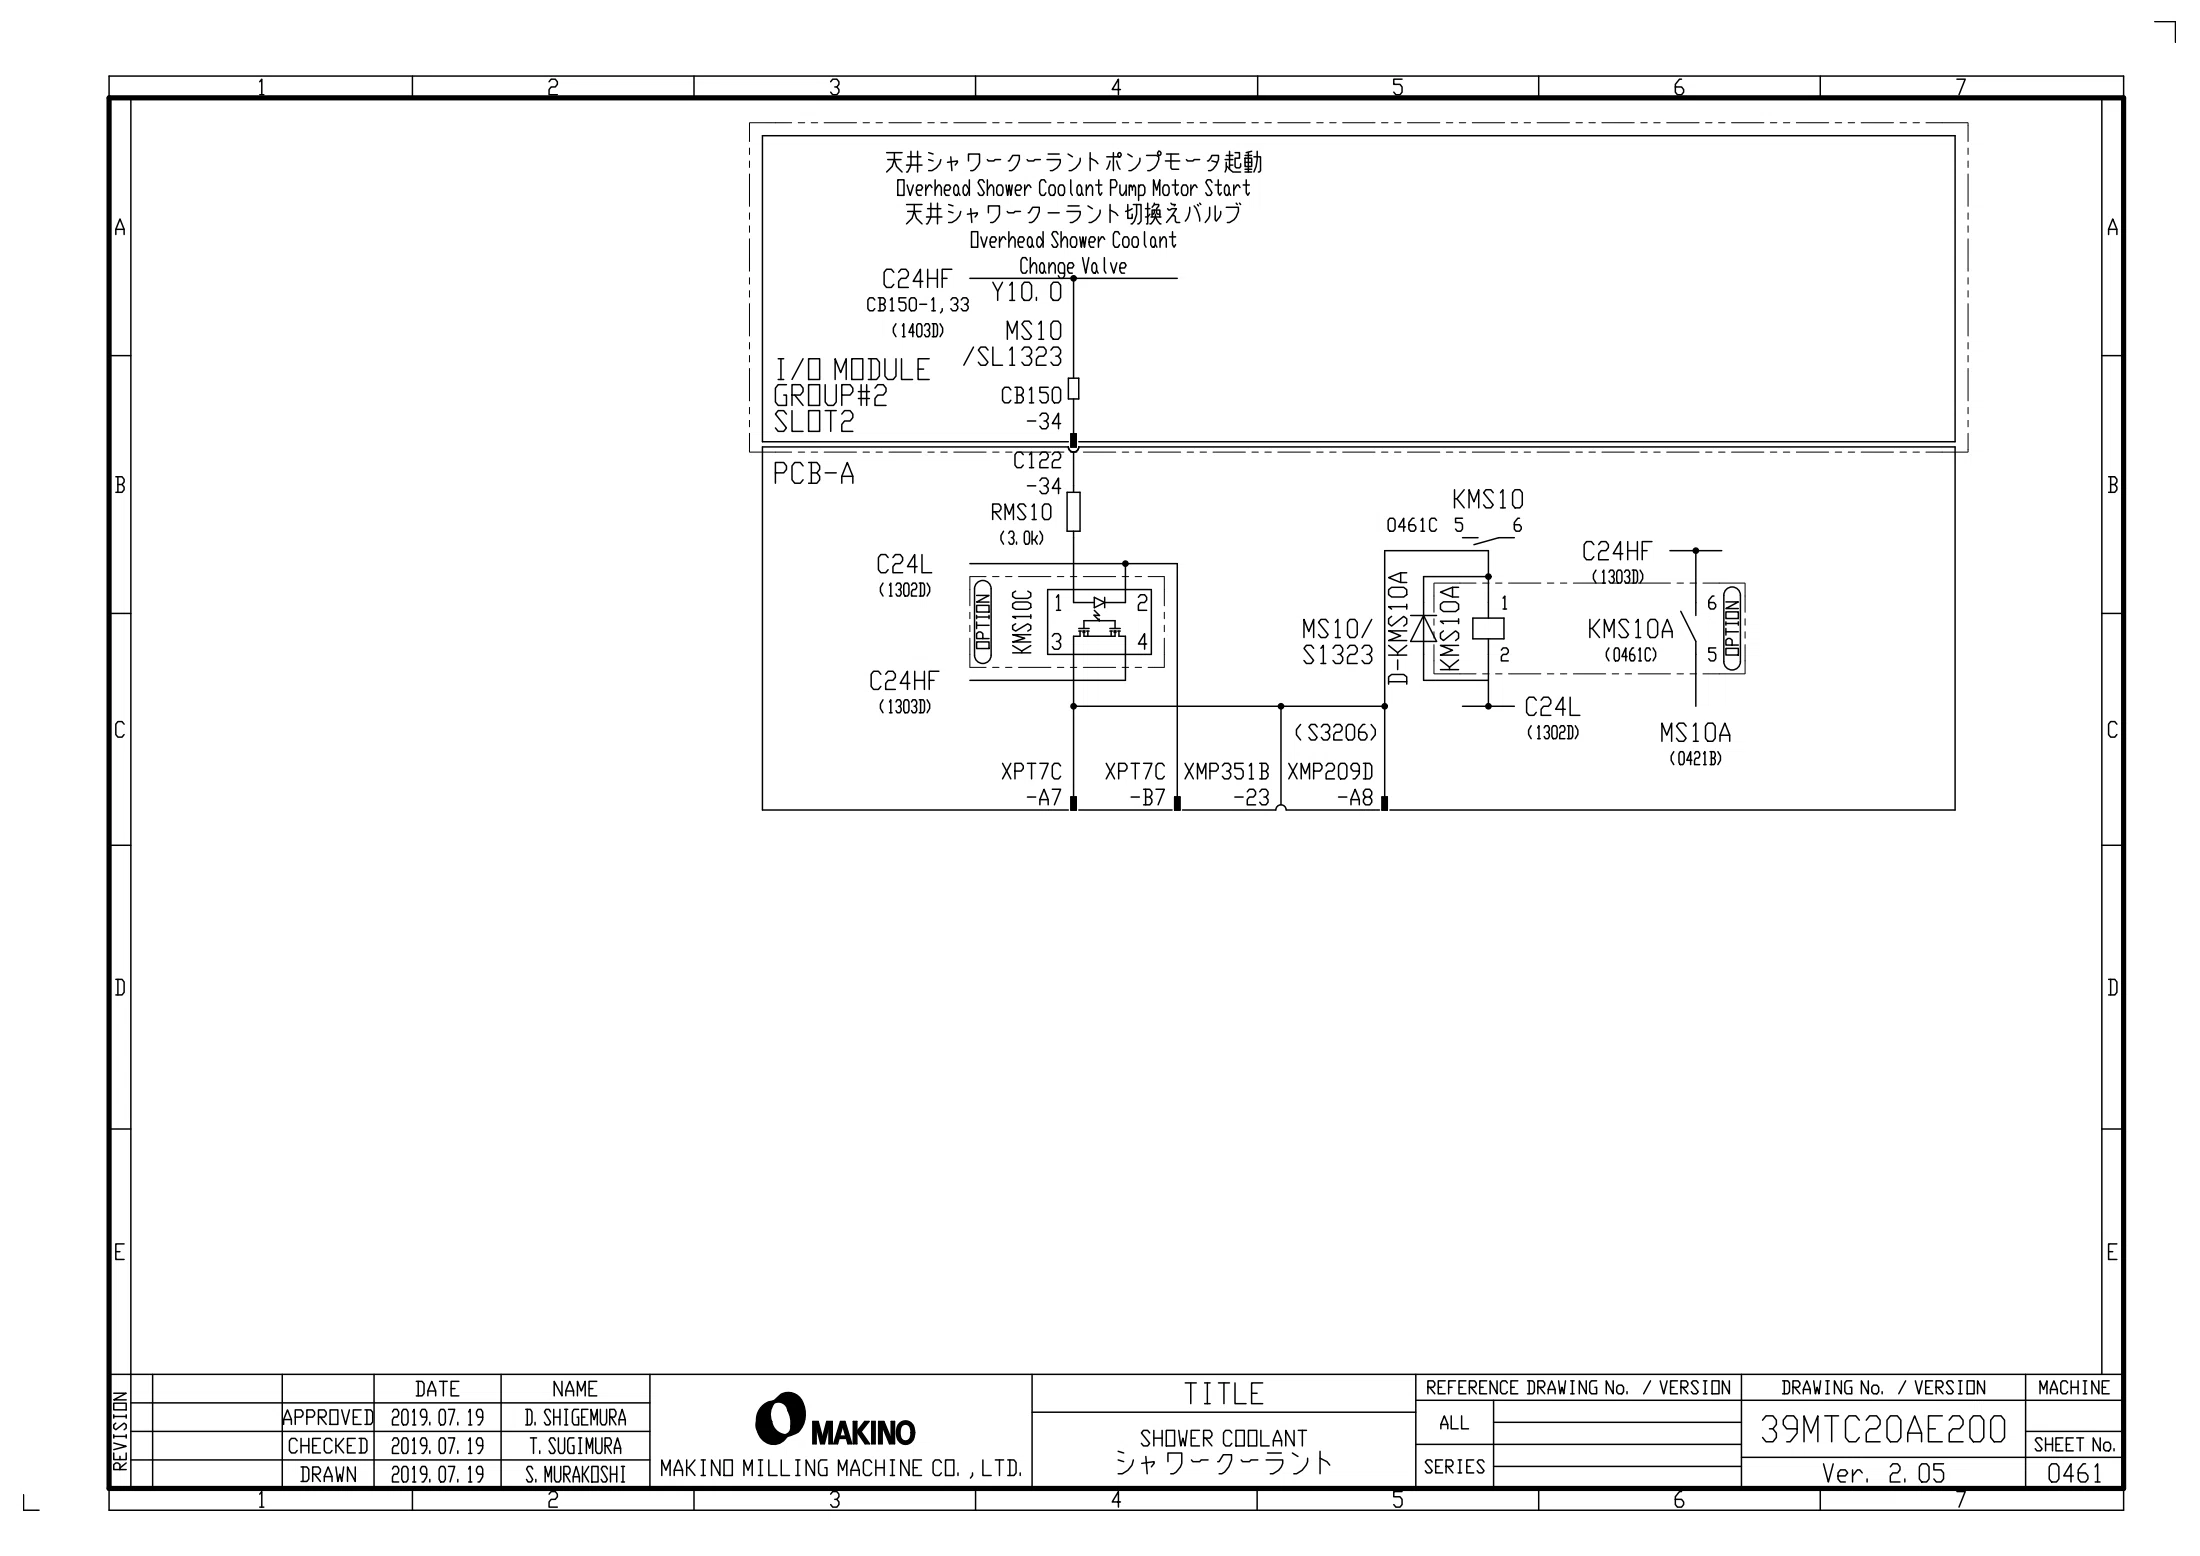 1 2 3 4 5 6 7
A
B
C
D
E
A
B
C
D
E
天井シャワークーラントポンプモータ起動
Overhead Shower Coolant Pump Motor Start
天井シャワークーラント切換えバルブ
Overhead Shower Coolant
Change Valve
C24HF
CB150-1,33
(1403D)
Y10.0
MS10
/SL1323
I/O MODULE
GROUP#2
SLOT2
CB150
-34
PCB-A
C122
-34
RMS10
(3.0k)
C24L
(1302D)
OPTION
KMS10C
1 2
3 4
C24HF
(1303D)
KMS10
0461C 5 6
MS10/
S1323
D-KMS10A
KMS10A
1
2
C24L
(1302D)
C24HF
(1303D)
KMS10A
(0461C)
6
5
OPTION
MS10A
(0421B)
(S3206)
XPT7C
-A7
XPT7C
-B7
XMP351B
-23
XMP209D
-A8
REVISION
DATE NAME
APPROVED 2019.07.19 D. SHIGEMURA
CHECKED 2019.07.19 T. SUGIMURA
DRAWN 2019.07.19 S. MURAKOSHI
MAKINO
MAKINO MILLING MACHINE CO.,LTD.
TITLE
SHOWER COOLANT
シャワークーラント
REFERENCE DRAWING No. / VERSION
ALL
SERIES
DRAWING No. / VERSION
39MTC20AE200
Ver. 2.05
MACHINE
SHEET No.
0461
1 2 3 4 5 6 7